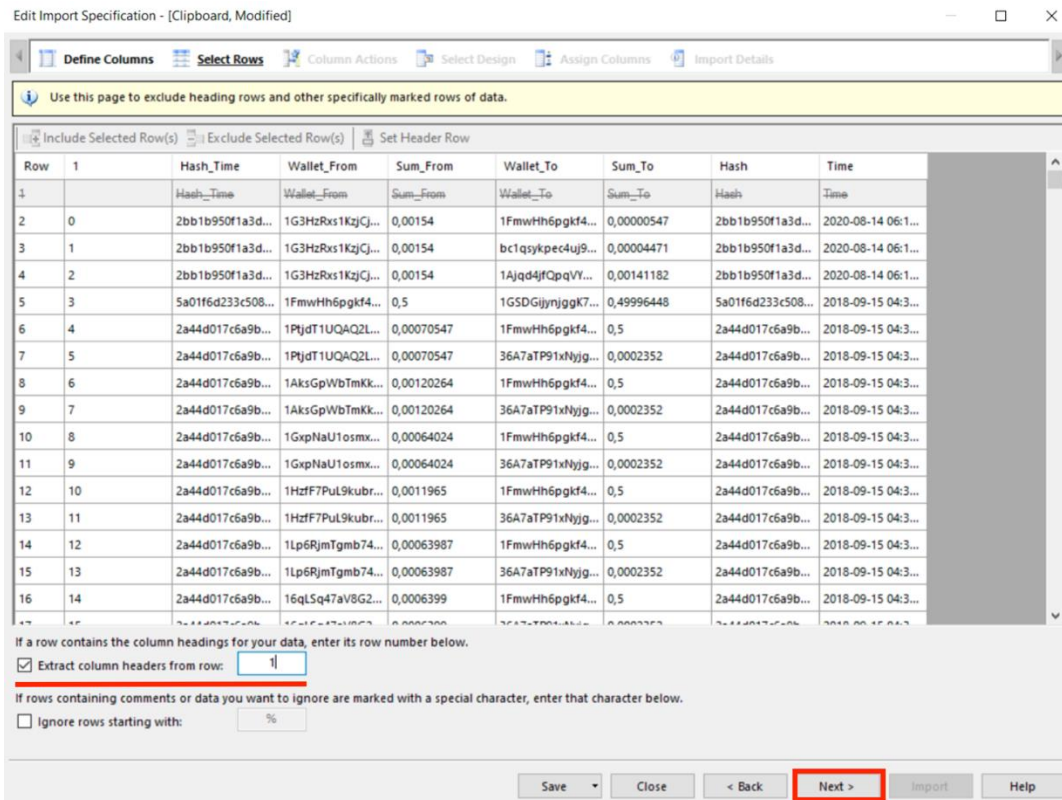 Edit Import Specification - [Clipboard, Modified]
Define Columns Select Rows Column Actions Select Design Assign Columns Import Details
Use this page to exclude heading rows and other specifically marked rows of data.
Include Selected Row(s) Exclude Selected Row(s) Set Header Row
Row 1 Hash_Time Wallet_From Sum_From Wallet_To Sum_To Hash Time
1 Hash_Time Wallet_From Sum_From Wallet_To Sum_To Hash Time
2 0 2bb1b950f1a3d... 1G3HzRxs1KzjCj... 0,00154 1FmwHh6pgkf4... 0,00000547 2bb1b950f1a3d... 2020-08-14 06:1...
3 1 2bb1b950f1a3d... 1G3HzRxs1KzjCj... 0,00154 bc1qsykpec4uj9... 0,00004471 2bb1b950f1a3d... 2020-08-14 06:1...
4 2 2bb1b950f1a3d... 1G3HzRxs1KzjCj... 0,00154 1Ajqd4jfQpqVY... 0,00141182 2bb1b950f1a3d... 2020-08-14 06:1...
5 3 5a01f6d233c508... 1FmwHh6pgkf4... 0,5 1GSDGijynjggK7... 0,49996448 5a01f6d233c508... 2018-09-15 04:3...
6 4 2a44d017c6a9b... 1PtjdT1UQAQ2L... 0,00070547 1FmwHh6pgkf4... 0,5 2a44d017c6a9b... 2018-09-15 04:3...
7 5 2a44d017c6a9b... 1PtjdT1UQAQ2L... 0,00070547 36A7aTP91xNyjg... 0,0002352 2a44d017c6a9b... 2018-09-15 04:3...
8 6 2a44d017c6a9b... 1AksGpWbTmKk... 0,00120264 1FmwHh6pgkf4... 0,5 2a44d017c6a9b... 2018-09-15 04:3...
9 7 2a44d017c6a9b... 1AksGpWbTmKk... 0,00120264 36A7aTP91xNyjg... 0,0002352 2a44d017c6a9b... 2018-09-15 04:3...
10 8 2a44d017c6a9b... 1GxpNaU1osmx... 0,00064024 1FmwHh6pgkf4... 0,5 2a44d017c6a9b... 2018-09-15 04:3...
11 9 2a44d017c6a9b... 1GxpNaU1osmx... 0,00064024 36A7aTP91xNyjg... 0,0002352 2a44d017c6a9b... 2018-09-15 04:3...
12 10 2a44d017c6a9b... 1HzfF7PuL9kubr... 0,0011965 1FmwHh6pgkf4... 0,5 2a44d017c6a9b... 2018-09-15 04:3...
13 11 2a44d017c6a9b... 1HzfF7PuL9kubr... 0,0011965 36A7aTP91xNyjg... 0,0002352 2a44d017c6a9b... 2018-09-15 04:3...
14 12 2a44d017c6a9b... 1Lp6RjmTgmb74... 0,00063987 1FmwHh6pgkf4... 0,5 2a44d017c6a9b... 2018-09-15 04:3...
15 13 2a44d017c6a9b... 1Lp6RjmTgmb74... 0,00063987 36A7aTP91xNyjg... 0,0002352 2a44d017c6a9b... 2018-09-15 04:3...
16 14 2a44d017c6a9b... 16qLSq47aV8G2... 0,0006399 1FmwHh6pgkf4... 0,5 2a44d017c6a9b... 2018-09-15 04:3...
If a row contains the column headings for your data, enter its row number below.
Extract column headers from row: 1
If rows containing comments or data you want to ignore are marked with a special character, enter that character below.
Ignore rows starting with: %
Save Close < Back Next > Import Help